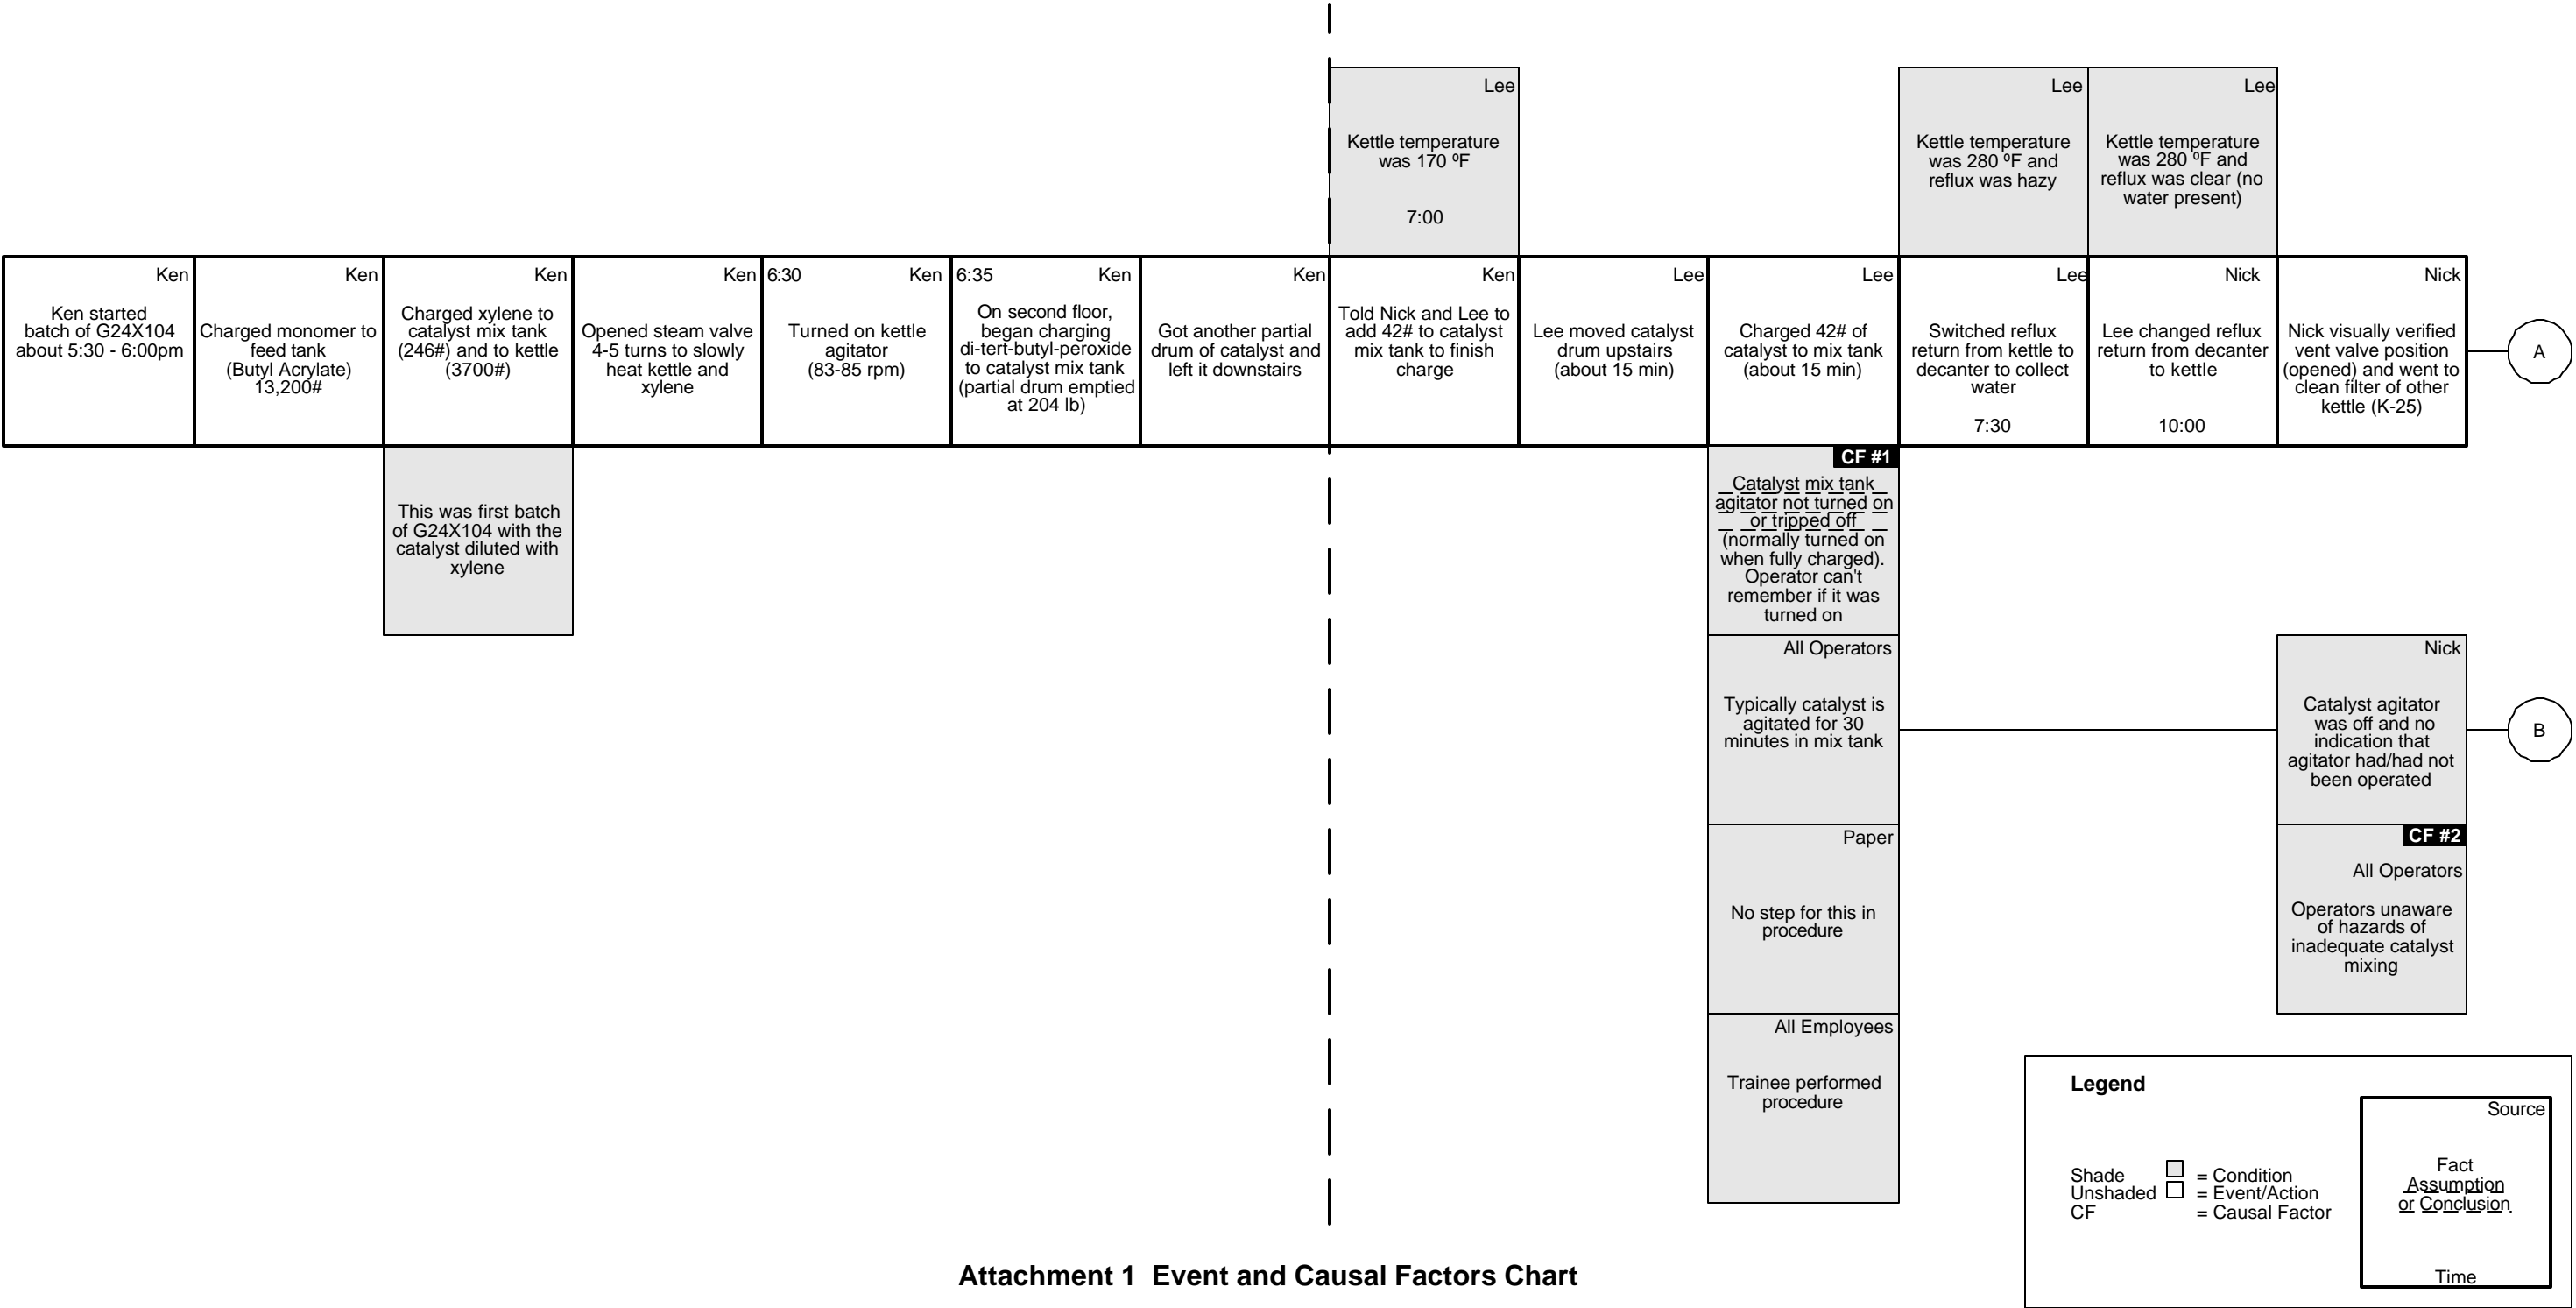 Lee
Kettle temperature
was 170 ºF
7:00
Lee
Kettle temperature
was 280 ºF and
reflux was hazy
Lee
Kettle temperature
was 280 ºF and
reflux was clear (no
water present)
Ken
Ken started
batch of G24X104
about 5:30 - 6:00pm
Ken
Charged monomer to
feed tank
(Butyl Acrylate)
13,200#
Ken
Charged xylene to
catalyst mix tank
(246#) and to kettle
(3700#)
Ken
Opened steam valve
4-5 turns to slowly
heat kettle and
xylene
6:30 Ken
Turned on kettle
agitator
(83-85 rpm)
6:35 Ken
On second floor,
began charging
di-tert-butyl-peroxide
to catalyst mix tank
(partial drum emptied
at 204 lb)
Ken
Got another partial
drum of catalyst and
left it downstairs
Ken
Told Nick and Lee to
add 42# to catalyst
mix tank to finish
charge
Lee
Lee moved catalyst
drum upstairs
(about 15 min)
Lee
Charged 42# of
catalyst to mix tank
(about 15 min)
Lee
Switched reflux
return from kettle to
decanter to collect
water
7:30
Nick
Lee changed reflux
return from decanter
to kettle
10:00
Nick
Nick visually verified
vent valve position
(opened) and went to
clean filter of other
kettle (K-25)
A
This was first batch
of G24X104 with the
catalyst diluted with
xylene
CF #1
Catalyst mix tank
agitator not turned on
or tripped off
(normally turned on
when fully charged).
Operator can't
remember if it was
turned on
All Operators
Typically catalyst is
agitated for 30
minutes in mix tank
Nick
Catalyst agitator
was off and no
indication that
agitator had/had not
been operated
B
Paper
No step for this in
procedure
CF #2
All Operators
Operators unaware
of hazards of
inadequate catalyst
mixing
All Employees
Trainee performed
procedure
Legend
Shade = Condition
Unshaded = Event/Action
CF = Causal Factor
Source
Fact
Assumption
or Conclusion
Time
Attachment 1 Event and Causal Factors Chart